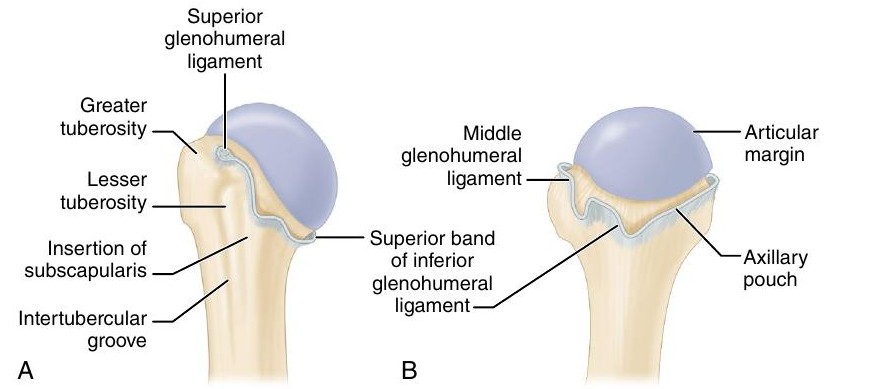 Superior
glenohumeral
ligament
Greater
tuberosity
Lesser
tuberosity
Insertion of
subscapularis
Intertubercular
groove
A
Superior band
of inferior
glenohumeral
ligament
Middle
glenohumeral
ligament
Articular
margin
Axillary
pouch
B